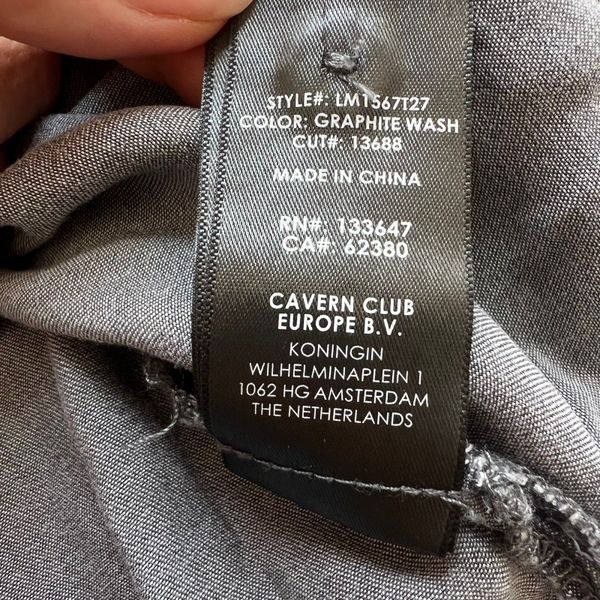 STYLE#: LM1567T27
COLOR: GRAPHITE WASH
CUT#: 13688
MADE IN CHINA
RN#: 133647
CA#: 62380
CAVERN CLUB
EUROPE B.V.
KONINGIN
WILHELMINAPLEIN 1
1062 HG AMSTERDAM
THE NETHERLANDS